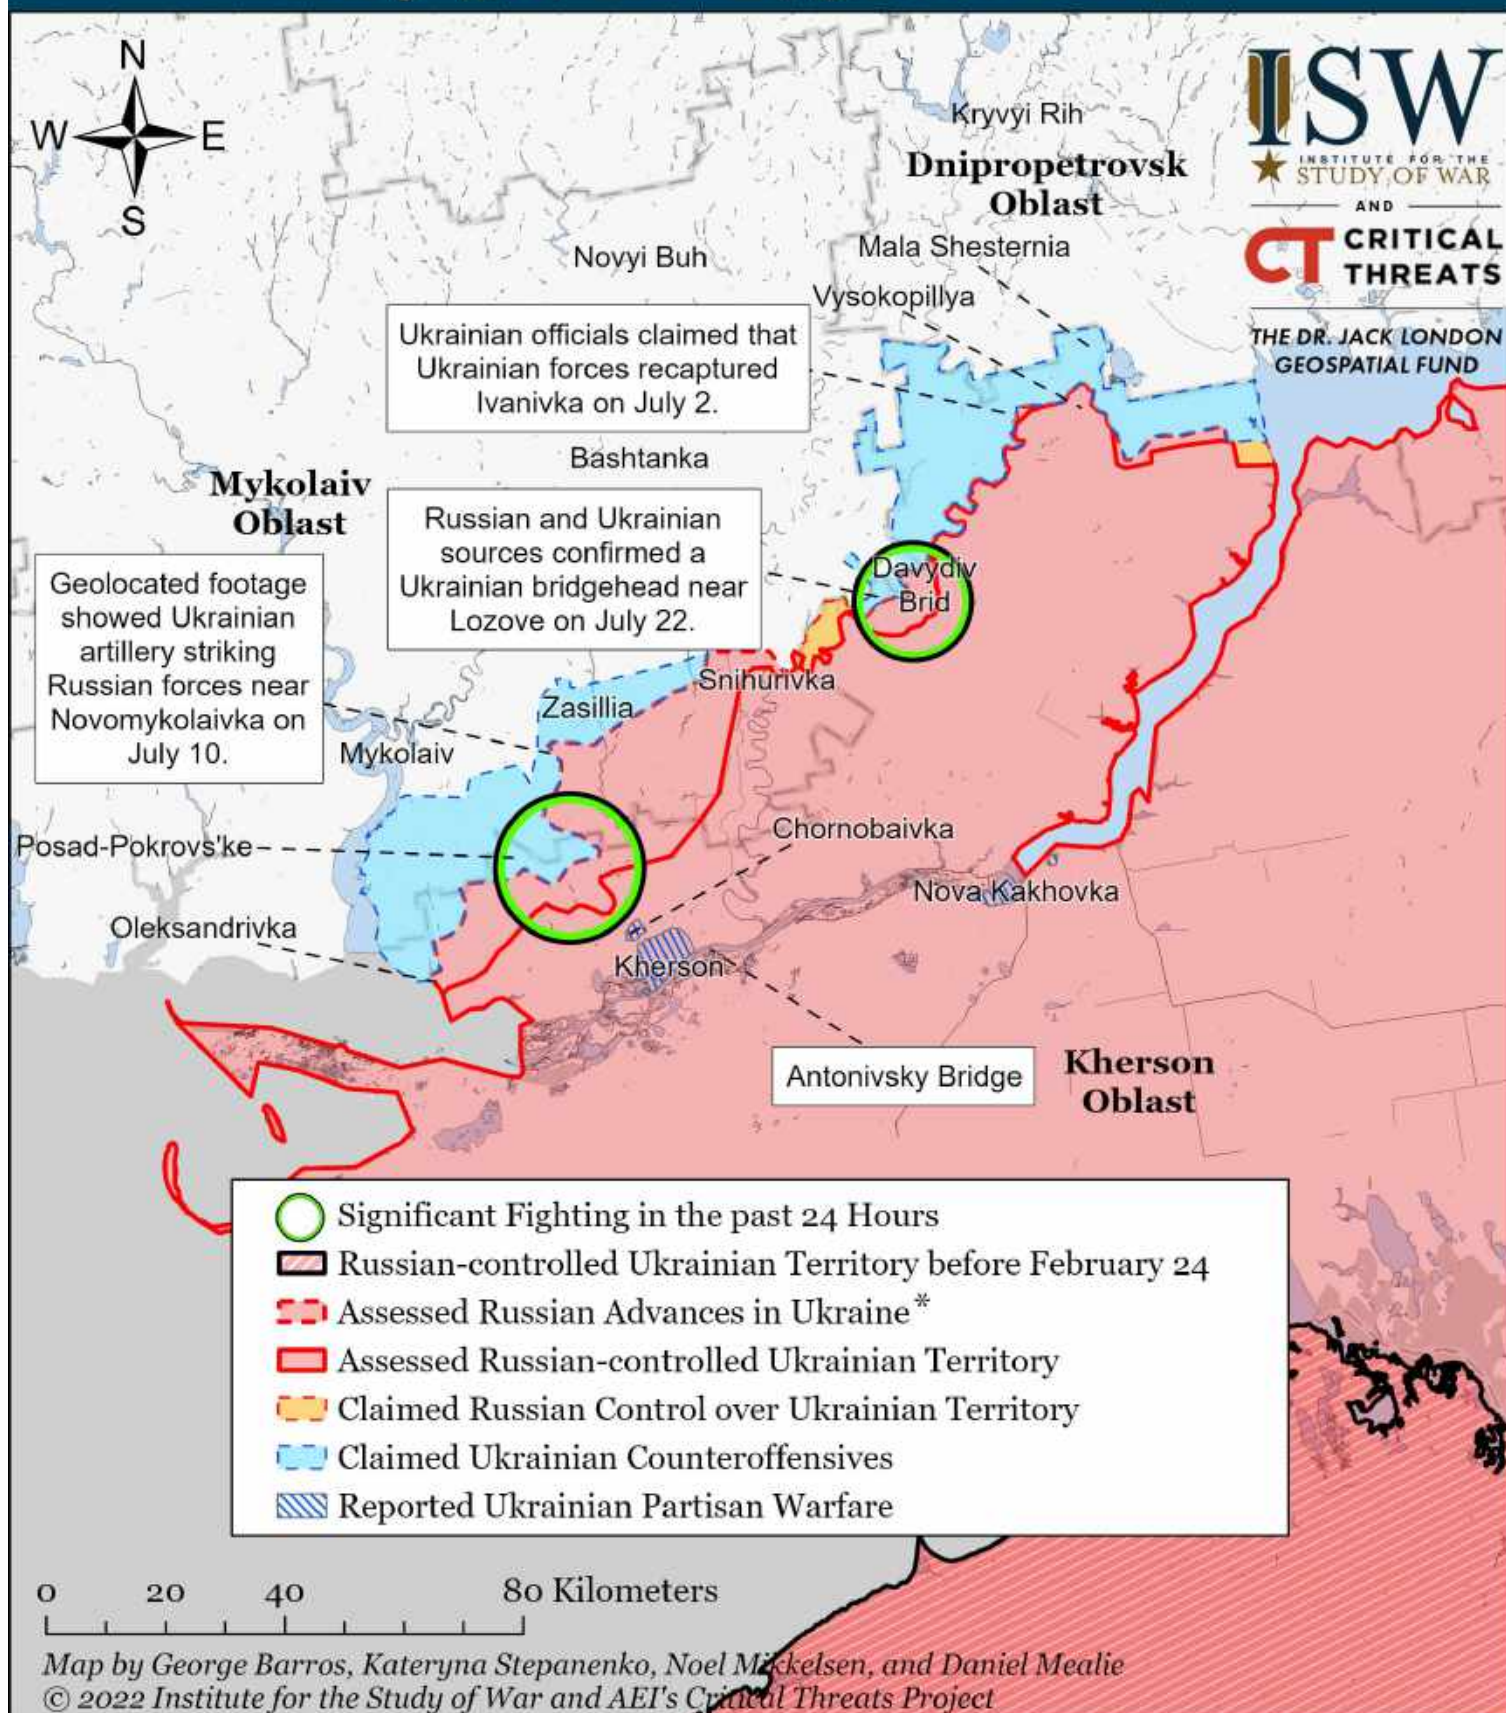 N
W E
S
ISW
INSTITUTE FOR THE
STUDY OF WAR
AND
CT CRITICAL
THREATS
THE DR. JACK LONDON
GEOSPATIAL FUND
Kryvyi Rih
Dnipropetrovsk
Oblast
Mala Shesternia
Novyi Buh
Vysokopillya
Ukrainian officials claimed that
Ukrainian forces recaptured
Ivanivka on July 2.
Bashtanka
Mykolaiv
Oblast
Russian and Ukrainian
sources confirmed a
Ukrainian bridgehead near
Lozove on July 22.
Davydiv
Brid
Geolocated footage
showed Ukrainian
artillery striking
Russian forces near
Novomykolaivka on
July 10.
Snihurivka
Zasillia
Mykolaiv
Chornobaivka
Posad-Pokrovs'ke
Nova Kakhovka
Oleksandrivka
Kherson
Antonivsky Bridge
Kherson
Oblast
Significant Fighting in the past 24 Hours
Russian-controlled Ukrainian Territory before February 24
Assessed Russian Advances in Ukraine*
Assessed Russian-controlled Ukrainian Territory
Claimed Russian Control over Ukrainian Territory
Claimed Ukrainian Counteroffensives
Reported Ukrainian Partisan Warfare
0 20 40 80 Kilometers
Map by George Barros, Kateryna Stepanenko, Noel Mikkelsen, and Daniel Mealie
© 2022 Institute for the Study of War and AEI's Critical Threats Project